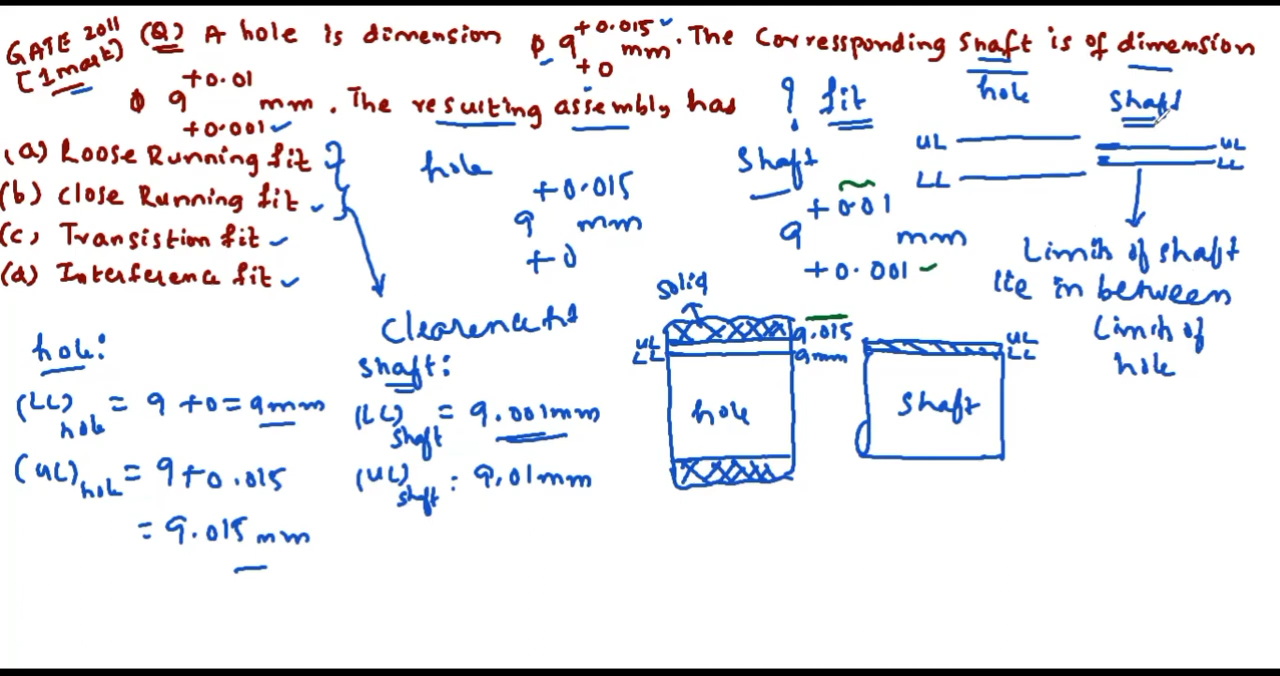 GATE 2011 (Q) A hole is dimension ϕ 9 +0.015 +0 mm. The Corresspponding Shaft is of dimension
[1 mark]
ϕ 9 +0.01 +0.001 mm. The resulting assembly has ? fit
(a) Loose Running fit
(b) Close Running fit
(c) Transistion fit
(d) Interference fit
Clearence fit
hole
9 +0.015 +0 mm
Shaft
9 +0.01 +0.001 mm
hole
UL
LL
Shaft
UL
LL
Limits of shaft
lie in between
Limits of
hole
hole:
(LL)hole = 9 + 0 = 9mm
(UL)hole = 9 + 0.015
= 9.015 mm
Shaft:
(LL)shaft = 9.001mm
(UL)shaft : 9.01mm
Solid
UL 9.015
LL 9mm
hole
UL
LL
Shaft